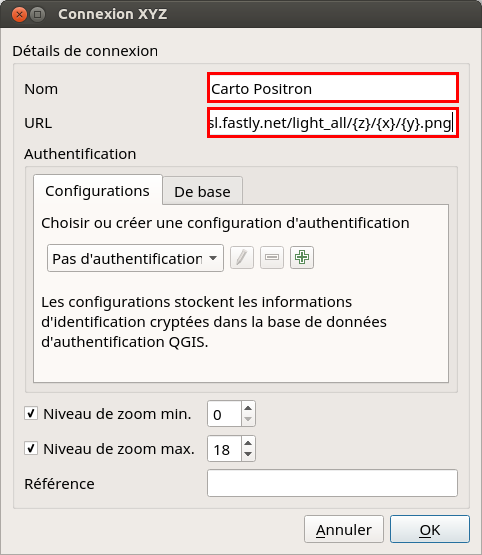 Connexion XYZ
Détails de connexion
Nom Carto Positron
URL sl.fastly.net/light_all/{z}/{x}/{y}.png
Authentification
Configurations De base
Choisir ou créer une configuration d'authentification
Pas d'authentification
Les configurations stockent les informations
d'identification cryptées dans la base de données
d'authentification QGIS.
Niveau de zoom min. 0
Niveau de zoom max. 18
Référence
Annuler OK